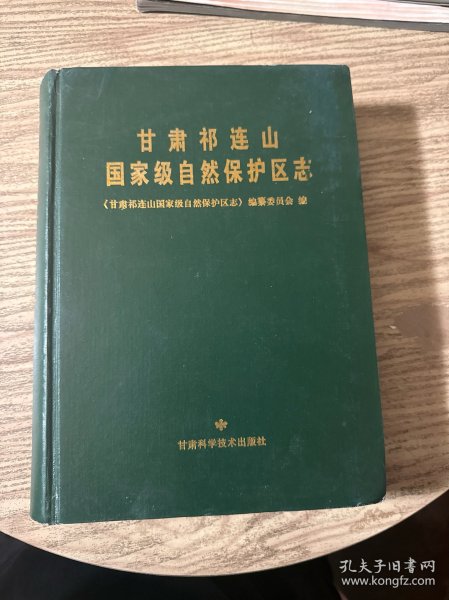 甘肃祁连山
国家级自然保护区志
《甘肃祁连山国家级自然保护区志》编纂委员会 编
甘肃科学技术出版社
孔夫子旧书网
www.kongfz.com